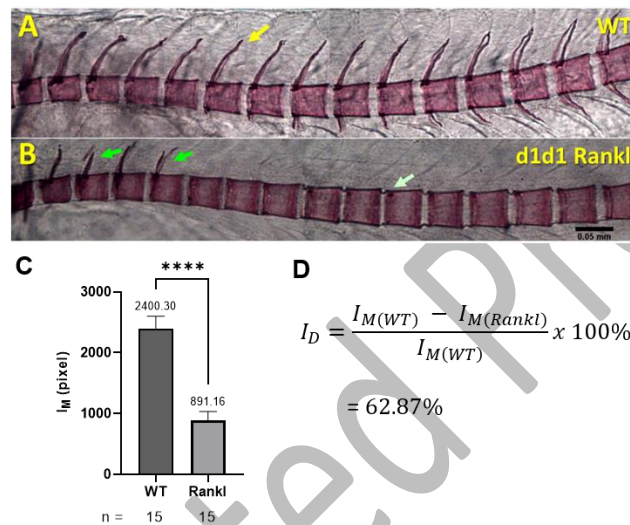 A WT
B d1d1 Rankl
0.05 mm
C
****
3000
2400.30
2000
1000
891.16
0
I_M (pixel)
WT Rankl
n = 15 15
D
I_D = (I_M(WT) − I_M(Rankl)) / I_M(WT) x 100%
= 62.87%